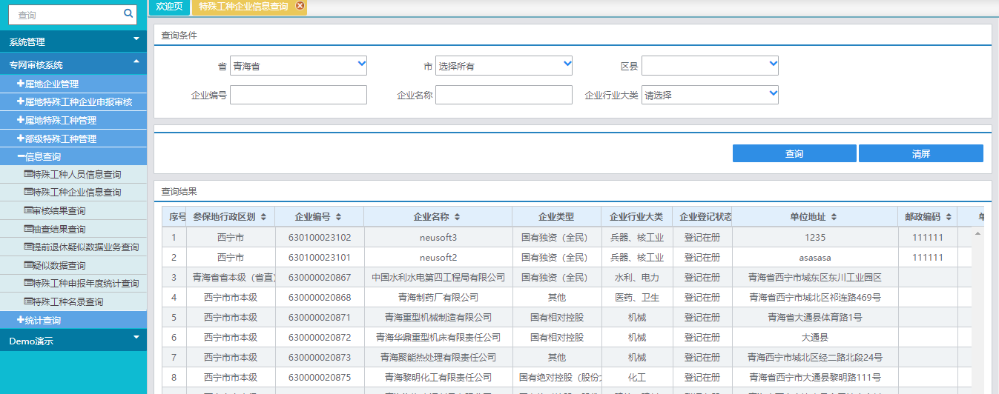 查询
欢迎页 特殊工种企业信息查询
系统管理
专网审核系统
属地企业管理
属地特殊工种企业申报审核
属地特殊工种管理
部级特殊工种管理
信息查询
特殊工种人员信息查询
特殊工种企业信息查询
审核结果查询
抽查结果查询
提前退休疑似数据业务查询
疑似数据查询
特殊工种申报年度统计查询
特殊工种名录查询
统计查询
Demo演示
查询条件
省 青海省 市 选择所有 区县
企业编号 企业名称 企业行业大类 请选择
查询 清屏
查询结果
序号 参保地行政区划 企业编号 企业名称 企业类型 企业行业大类 企业登记状态 单位地址 邮政编码
1 西宁市 630100023102 neusoft3 国有独资（全民） 兵器、核工业 登记在册 1235 111111
2 西宁市 630100023101 neusoft2 国有独资（全民） 兵器、核工业 登记在册 asasasa 111111
3 青海省省本级（省直） 630000020867 中国水利水电第四工程局有限公司 国有独资（全民） 水利、电力 登记在册 青海省西宁市城东区东川工业园区
4 西宁市市本级 630000020868 青海制药厂有限公司 其他 医药、卫生 登记在册 青海省西宁市城北区祁连路469号
5 西宁市市本级 630000020871 青海重型机械制造有限公司 国有相对控股 机械 登记在册 青海省大通县体育路1号
6 西宁市市本级 630000020872 青海华鼎重型机床有限责任公司 国有相对控股 机械 登记在册 大通县
7 西宁市市本级 630000020873 青海聚能热处理有限责任公司 其他 机械 登记在册 青海西宁市城北区经二路北段24号
8 西宁市市本级 630000020875 青海黎明化工有限责任公司 国有绝对控股（股份 化工 登记在册 青海省西宁市大通县黎明路111号